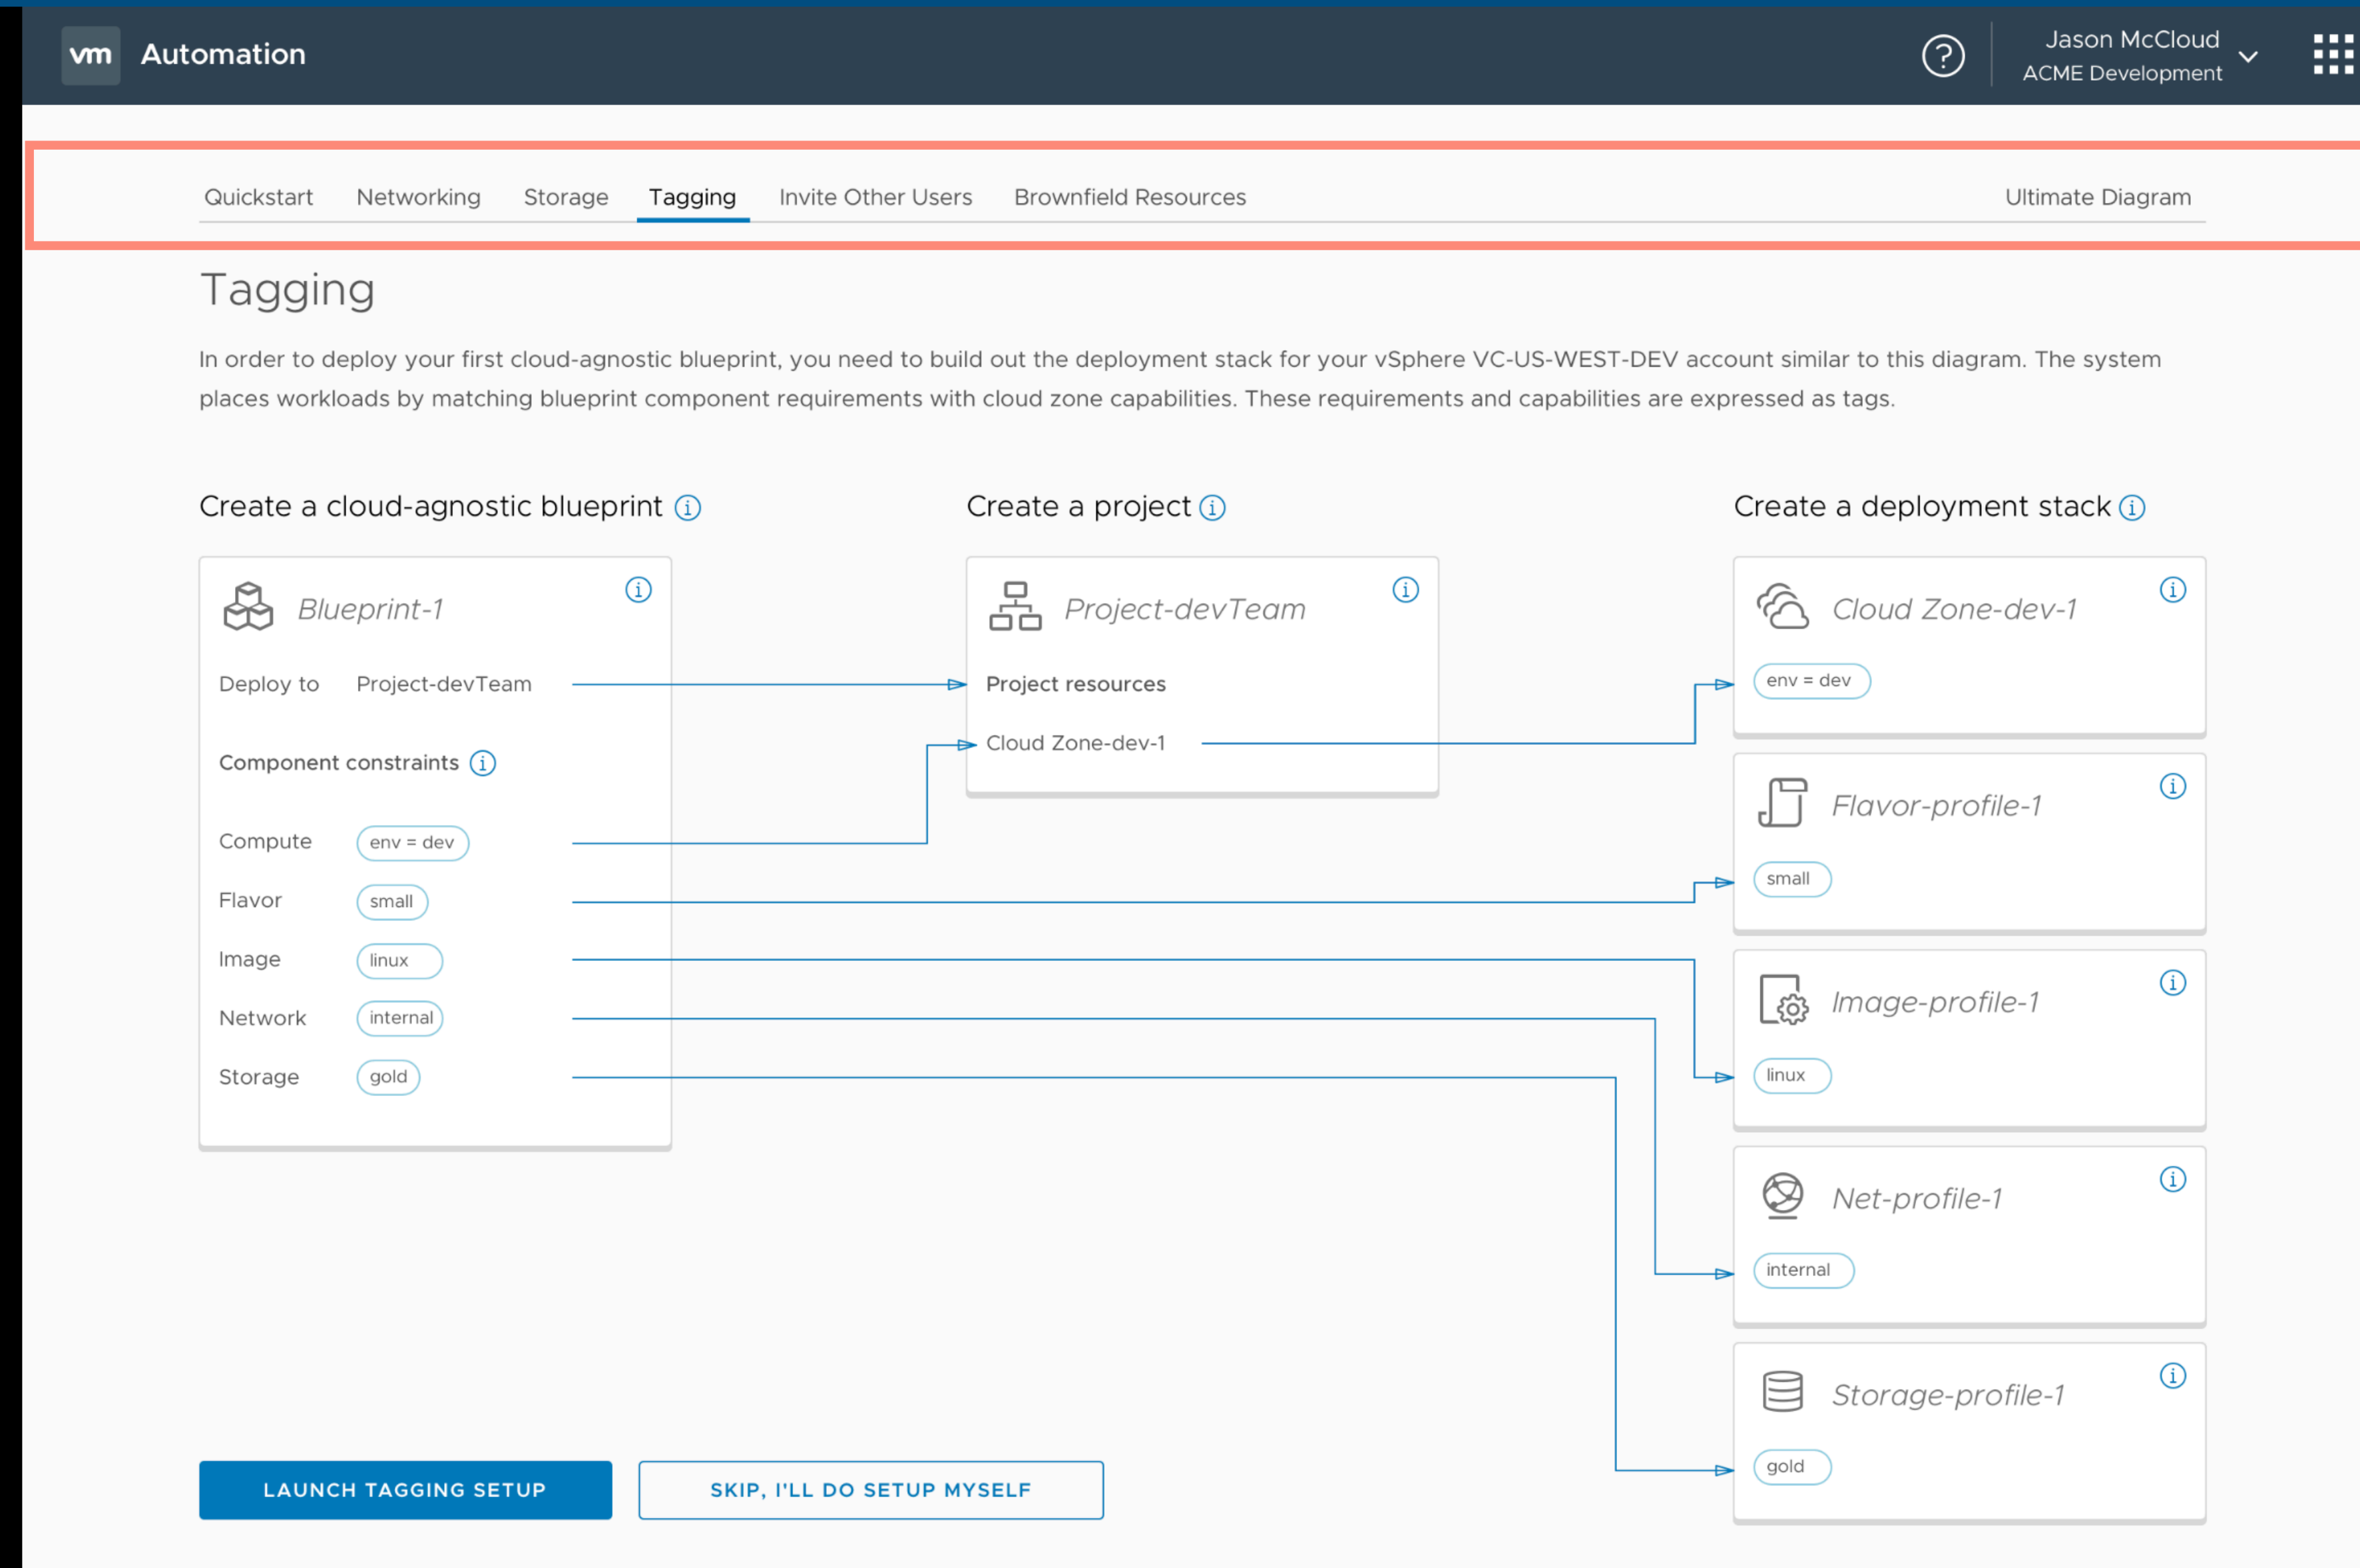 vm Automation
?
Jason McCloud
ACME Development
Quickstart Networking Storage Tagging Invite Other Users Brownfield Resources Ultimate Diagram
Tagging
In order to deploy your first cloud-agnostic blueprint, you need to build out the deployment stack for your vSphere VC-US-WEST-DEV account similar to this diagram. The system
places workloads by matching blueprint component requirements with cloud zone capabilities. These requirements and capabilities are expressed as tags.
Create a cloud-agnostic blueprint i
Blueprint-1 i
Deploy to Project-devTeam
Component constraints i
Compute env = dev
Flavor small
Image linux
Network internal
Storage gold
Create a project i
Project-devTeam i
Project resources
Cloud Zone-dev-1
Create a deployment stack i
Cloud Zone-dev-1 i
env = dev
Flavor-profile-1 i
small
Image-profile-1 i
linux
Net-profile-1 i
internal
Storage-profile-1 i
gold
LAUNCH TAGGING SETUP
SKIP, I'LL DO SETUP MYSELF